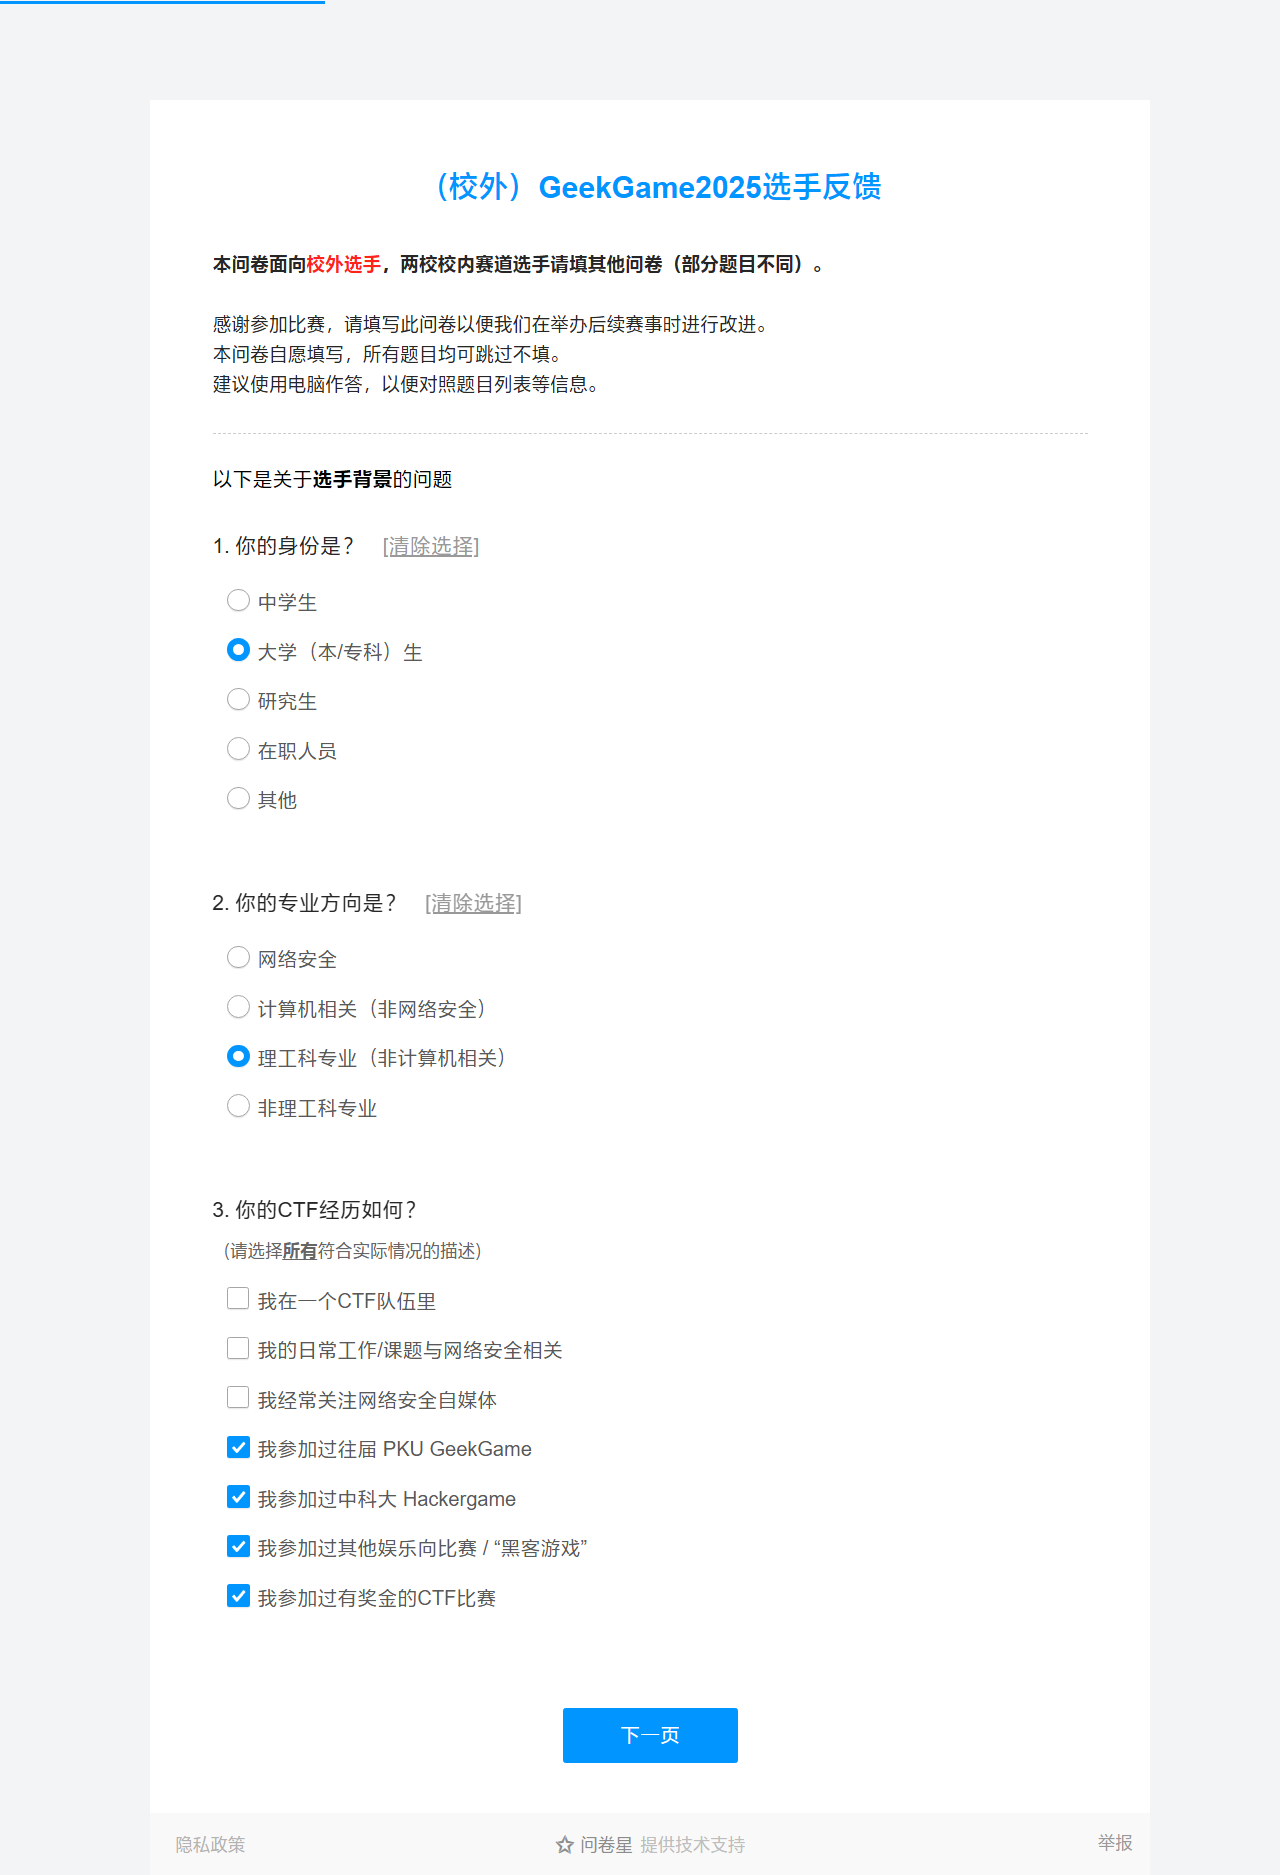 （校外）GeekGame2025选手反馈
本问卷面向校外选手，两校校内赛道选手请填其他问卷（部分题目不同）。
感谢参加比赛，请填写此问卷以便我们在举办后续赛事时进行改进。
本问卷自愿填写，所有题目均可跳过不填。
建议使用电脑作答，以便对照题目列表等信息。
以下是关于选手背景的问题
1. 你的身份是？ [清除选择]
中学生
大学（本/专科）生
研究生
在职人员
其他
2. 你的专业方向是？ [清除选择]
网络安全
计算机相关（非网络安全）
理工科专业（非计算机相关）
非理工科专业
3. 你的CTF经历如何？
(请选择所有符合实际情况的描述)
我在一个CTF队伍里
我的日常工作/课题与网络安全相关
我经常关注网络安全自媒体
我参加过往届 PKU GeekGame
我参加过中科大 Hackergame
我参加过其他娱乐向比赛 / “黑客游戏”
我参加过有奖金的CTF比赛
下一页
隐私政策 问卷星 提供技术支持 举报